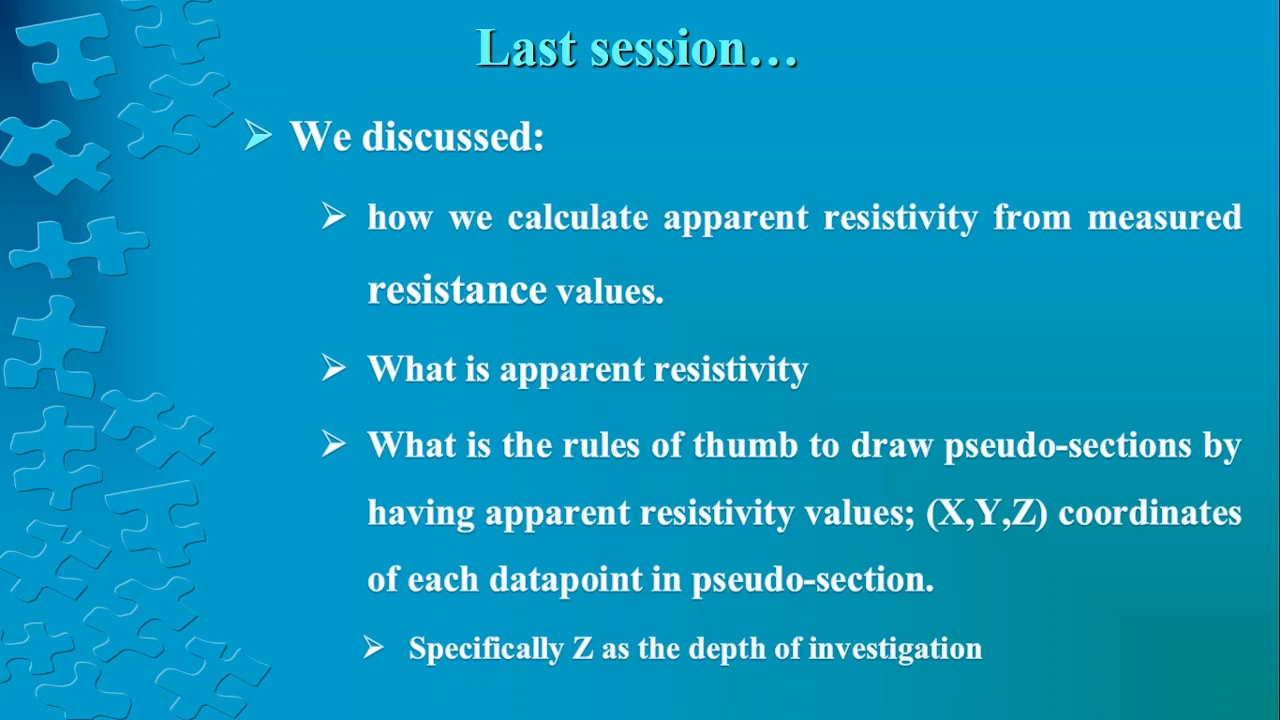 Last session…
We discussed:
how we calculate apparent resistivity from measured
resistance values.
What is apparent resistivity
What is the rules of thumb to draw pseudo-sections by
having apparent resistivity values; (X,Y,Z) coordinates
of each datapoint in pseudo-section.
Specifically Z as the depth of investigation